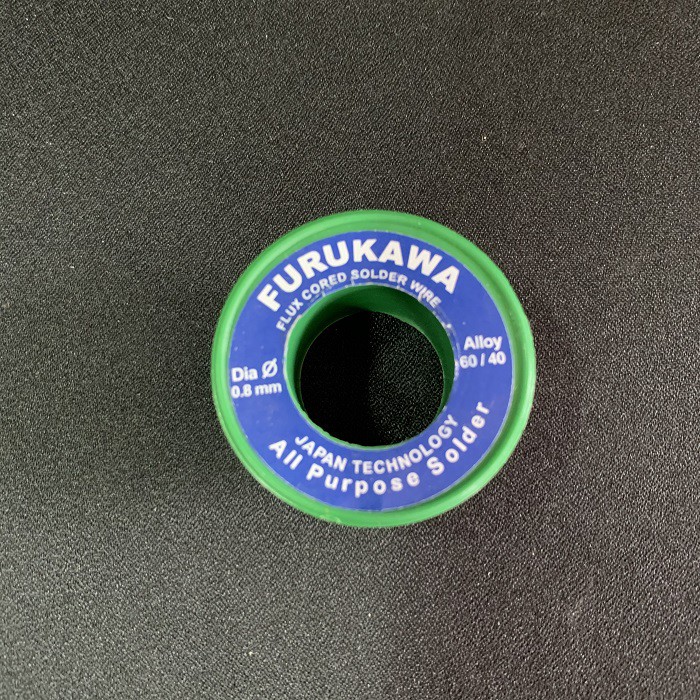 FURUKAWA
FLUX CORED SOLDER WIRE
Dia Ø
0.8 mm
Alloy
60 / 40
JAPAN TECHNOLOGY
All Purpose Solder